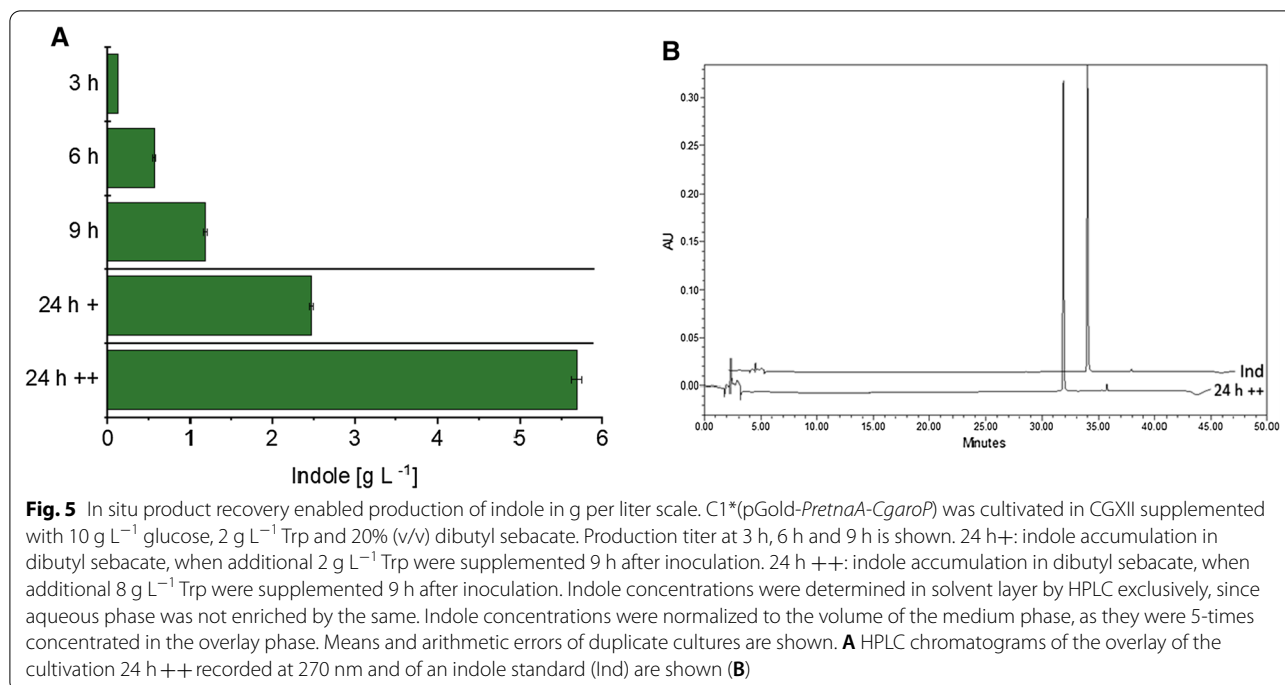 A
3 h
6 h
9 h
24 h +
24 h ++
0 1 2 3 4 5 6
Indole [g L -1]
B
0.30
0.25
0.20
0.15
0.10
0.05
0.00
AU
Ind
24 h ++
0.00 5.00 10.00 15.00 20.00 25.00 30.00 35.00 40.00 45.00 50.00
Minutes
Fig. 5 In situ product recovery enabled production of indole in g per liter scale. C1*(pGold-PretnaA-CgaroP) was cultivated in CGXII supplemented
with 10 g L−1 glucose, 2 g L−1 Trp and 20% (v/v) dibutyl sebacate. Production titer at 3 h, 6 h and 9 h is shown. 24 h+: indole accumulation in
dibutyl sebacate, when additional 2 g L−1 Trp were supplemented 9 h after inoculation. 24 h ++: indole accumulation in dibutyl sebacate, when
additional 8 g L−1 Trp were supplemented 9 h after inoculation. Indole concentrations were determined in solvent layer by HPLC exclusively, since
aqueous phase was not enriched by the same. Indole concentrations were normalized to the volume of the medium phase, as they were 5-times
concentrated in the overlay phase. Means and arithmetic errors of duplicate cultures are shown. A HPLC chromatograms of the overlay of the
cultivation 24 h ++ recorded at 270 nm and of an indole standard (Ind) are shown (B)